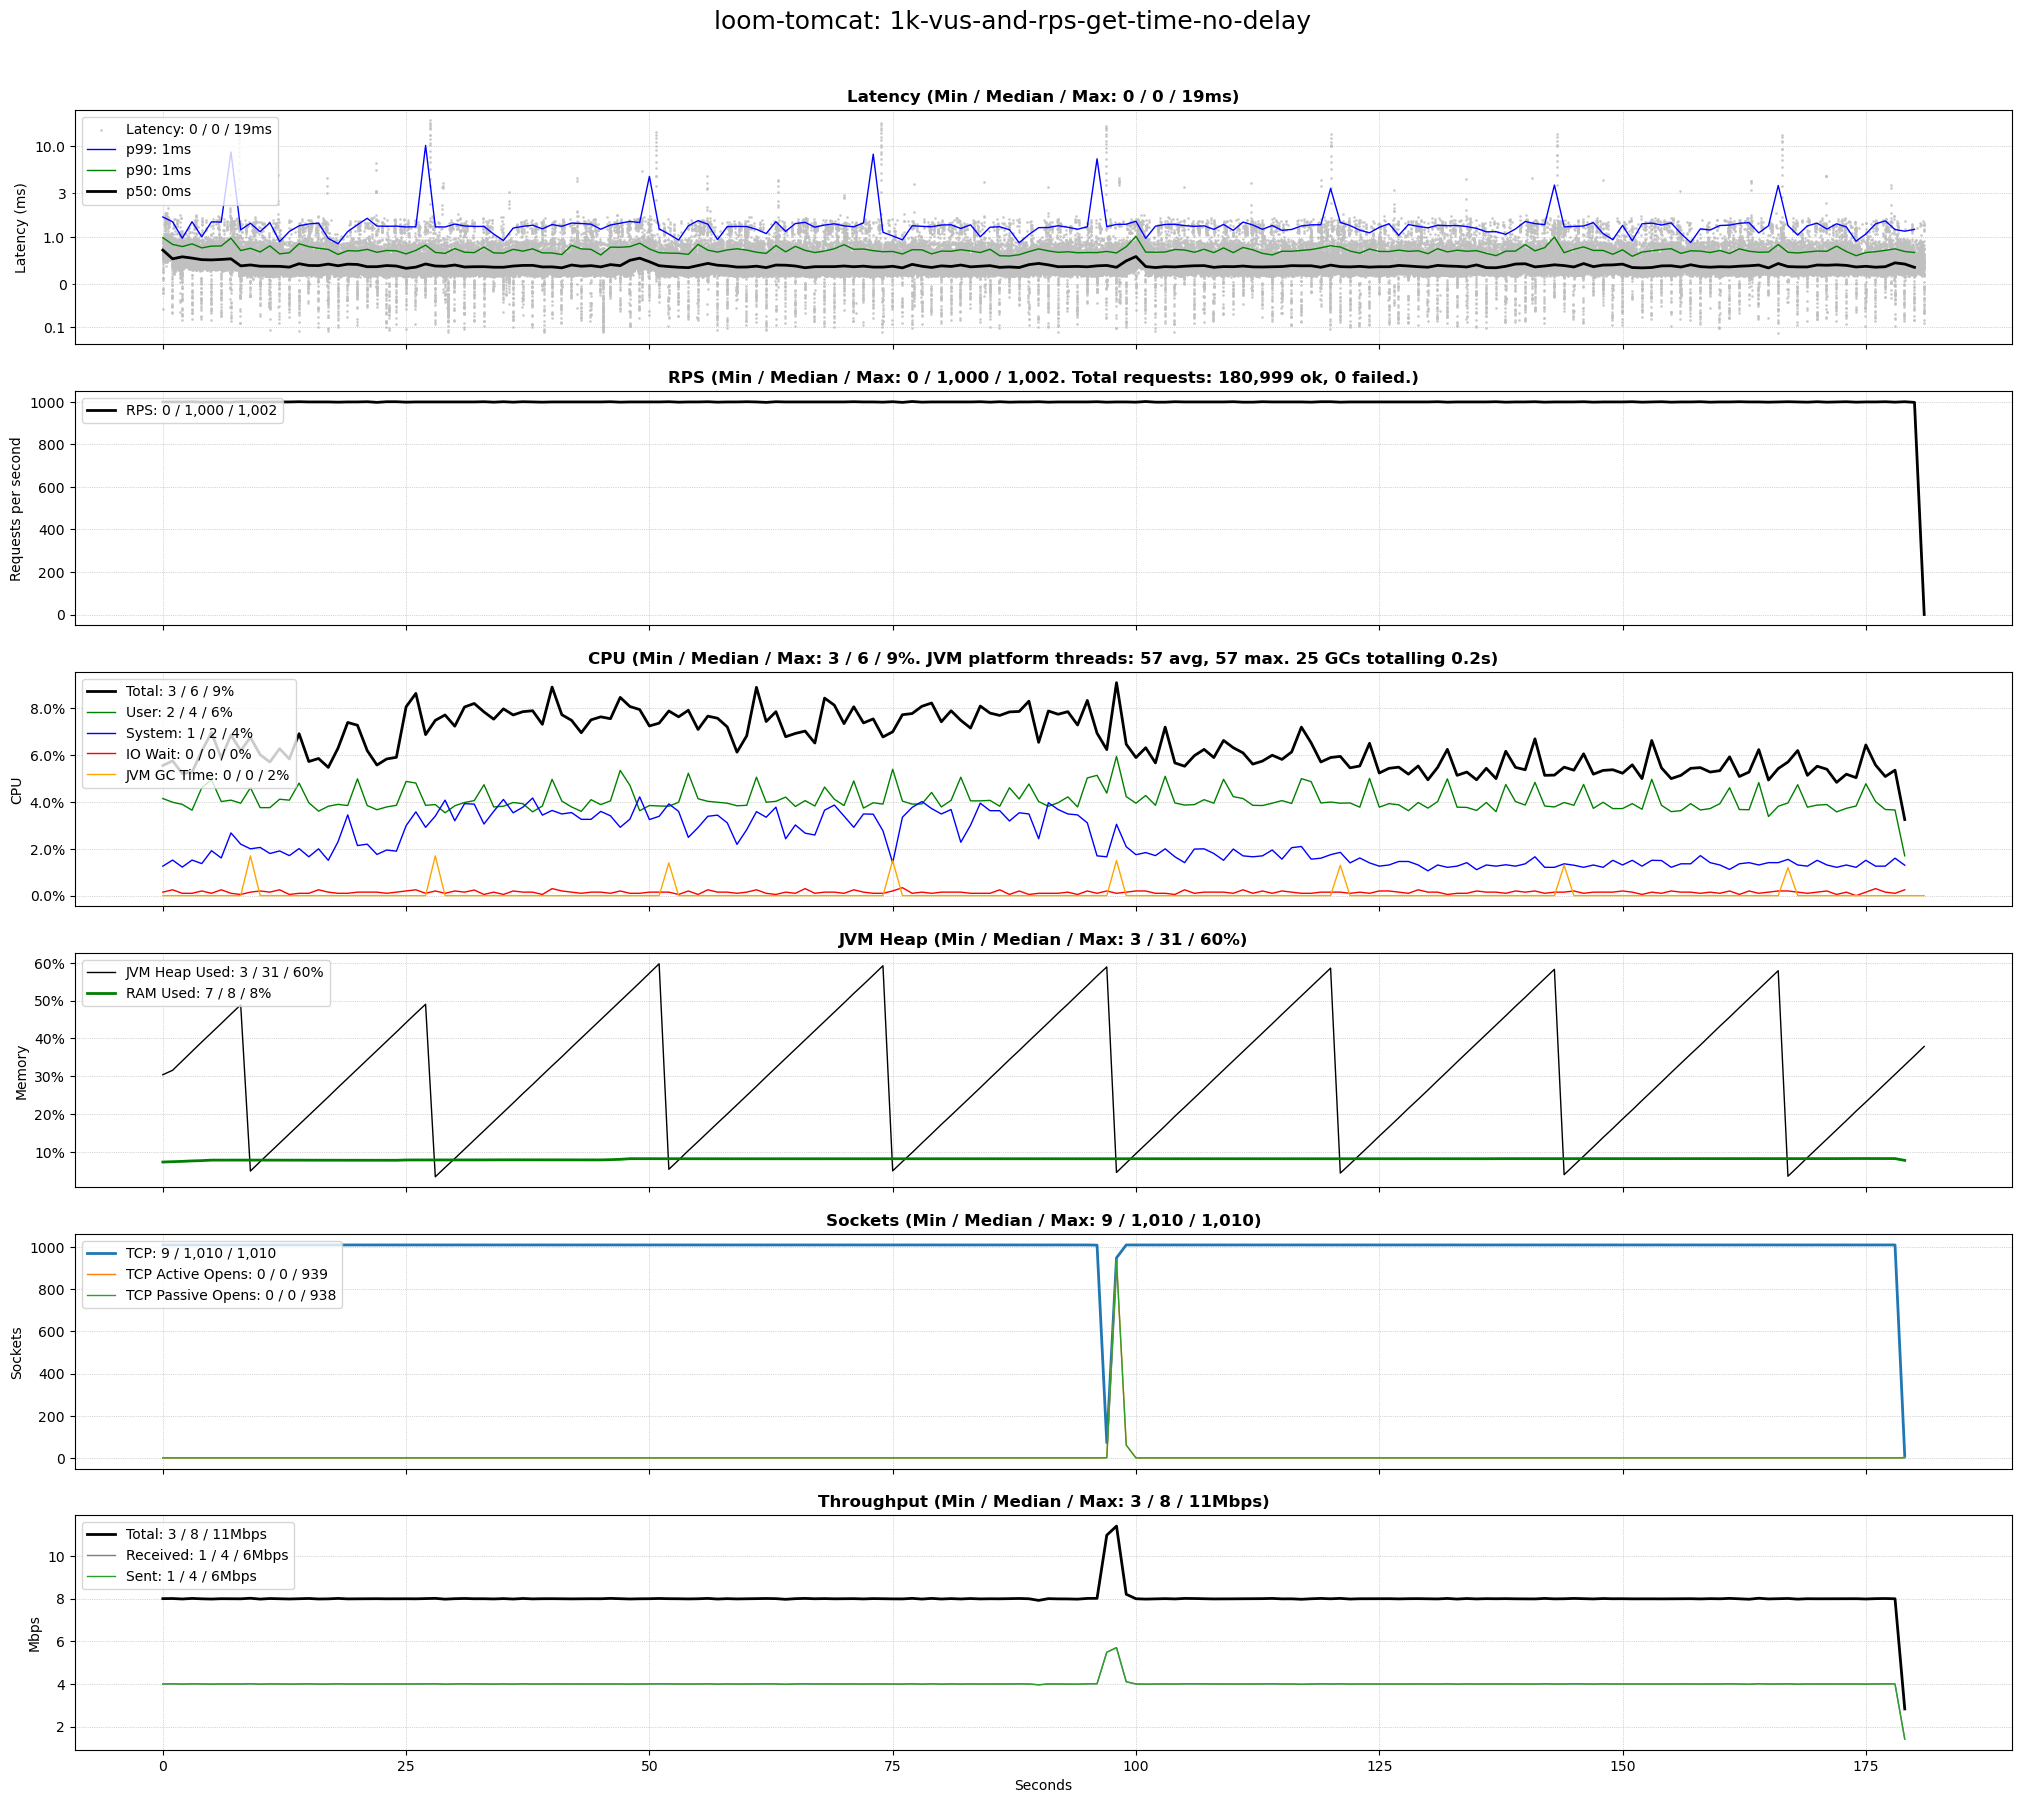 loom-tomcat: 1k-vus-and-rps-get-time-no-delay
Latency (Min / Median / Max: 0 / 0 / 19ms)
Latency (ms)
10.0
3
1.0
0
0.1
Latency: 0 / 0 / 19ms
p99: 1ms
p90: 1ms
p50: 0ms
RPS (Min / Median / Max: 0 / 1,000 / 1,002. Total requests: 180,999 ok, 0 failed.)
Requests per second
1000
800
600
400
200
0
RPS: 0 / 1,000 / 1,002
CPU (Min / Median / Max: 3 / 6 / 9%. JVM platform threads: 57 avg, 57 max. 25 GCs totalling 0.2s)
CPU
8.0%
6.0%
4.0%
2.0%
0.0%
Total: 3 / 6 / 9%
User: 2 / 4 / 6%
System: 1 / 2 / 4%
IO Wait: 0 / 0 / 0%
JVM GC Time: 0 / 0 / 2%
JVM Heap (Min / Median / Max: 3 / 31 / 60%)
Memory
60%
50%
40%
30%
20%
10%
JVM Heap Used: 3 / 31 / 60%
RAM Used: 7 / 8 / 8%
Sockets (Min / Median / Max: 9 / 1,010 / 1,010)
Sockets
1000
800
600
400
200
0
TCP: 9 / 1,010 / 1,010
TCP Active Opens: 0 / 0 / 939
TCP Passive Opens: 0 / 0 / 938
Throughput (Min / Median / Max: 3 / 8 / 11Mbps)
Mbps
10
8
6
4
2
Total: 3 / 8 / 11Mbps
Received: 1 / 4 / 6Mbps
Sent: 1 / 4 / 6Mbps
0
25
50
75
100
125
150
175
Seconds